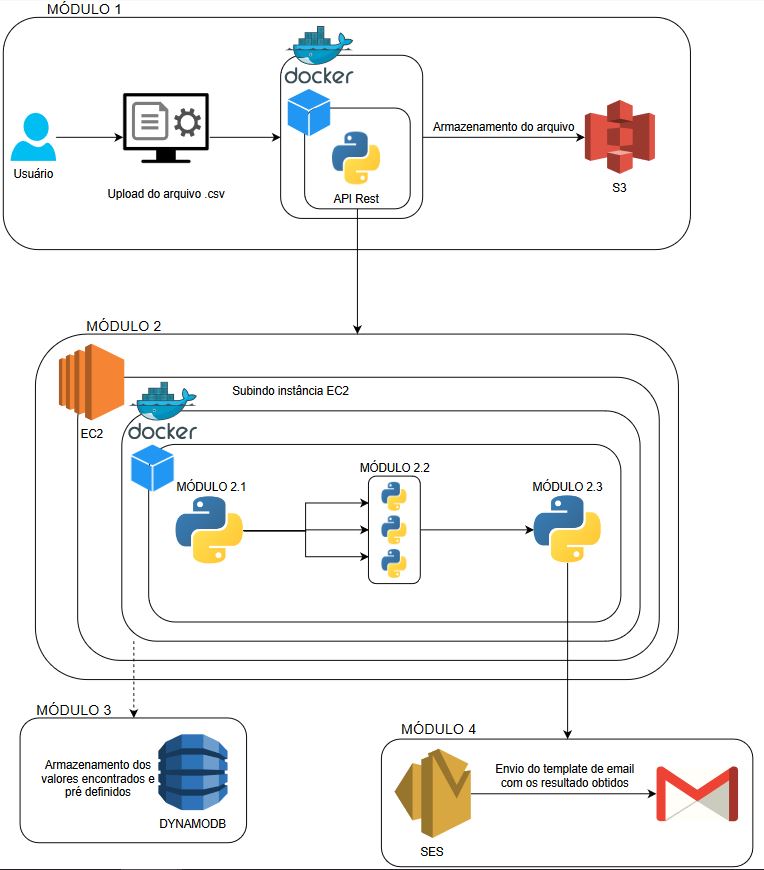 MÓDULO 1
docker
Usuário
Upload do arquivo .csv
API Rest
Armazenamento do arquivo
S3
MÓDULO 2
EC2
Subindo instância EC2
docker
MÓDULO 2.1
MÓDULO 2.2
MÓDULO 2.3
MÓDULO 3
Armazenamento dos
valores encontrados e
pré definidos
DYNAMODB
MÓDULO 4
SES
Envio do template de email
com os resultado obtidos